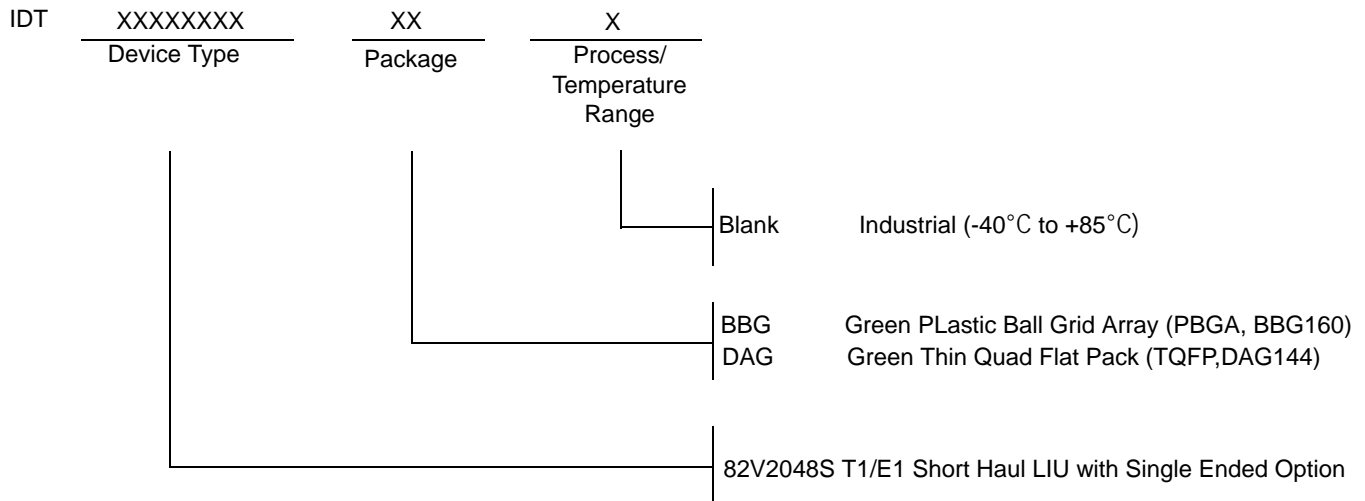 IDT XXXXXXXX XX X
Device Type Package Process/
Temperature
Range
Blank Industrial (-40°C to +85°C)
BBG Green PLastic Ball Grid Array (PBGA, BBG160)
DAG Green Thin Quad Flat Pack (TQFP,DAG144)
82V2048S T1/E1 Short Haul LIU with Single Ended Option